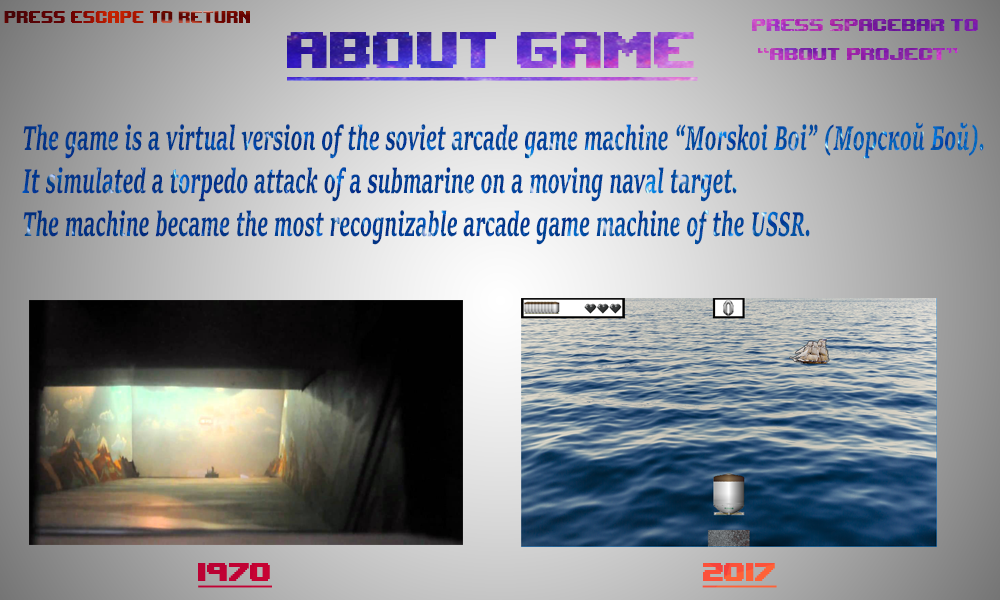 PRESS ESCAPE TO RETURN
ABOUT GAME
PRESS SPACEBAR TO
“ABOUT PROJECT”
The game is a virtual version of the soviet arcade game machine “Morskoi Boi” (Морской Бой).
It simulated a torpedo attack of a submarine on a moving naval target.
The machine became the most recognizable arcade game machine of the USSR.
0
1970
2017